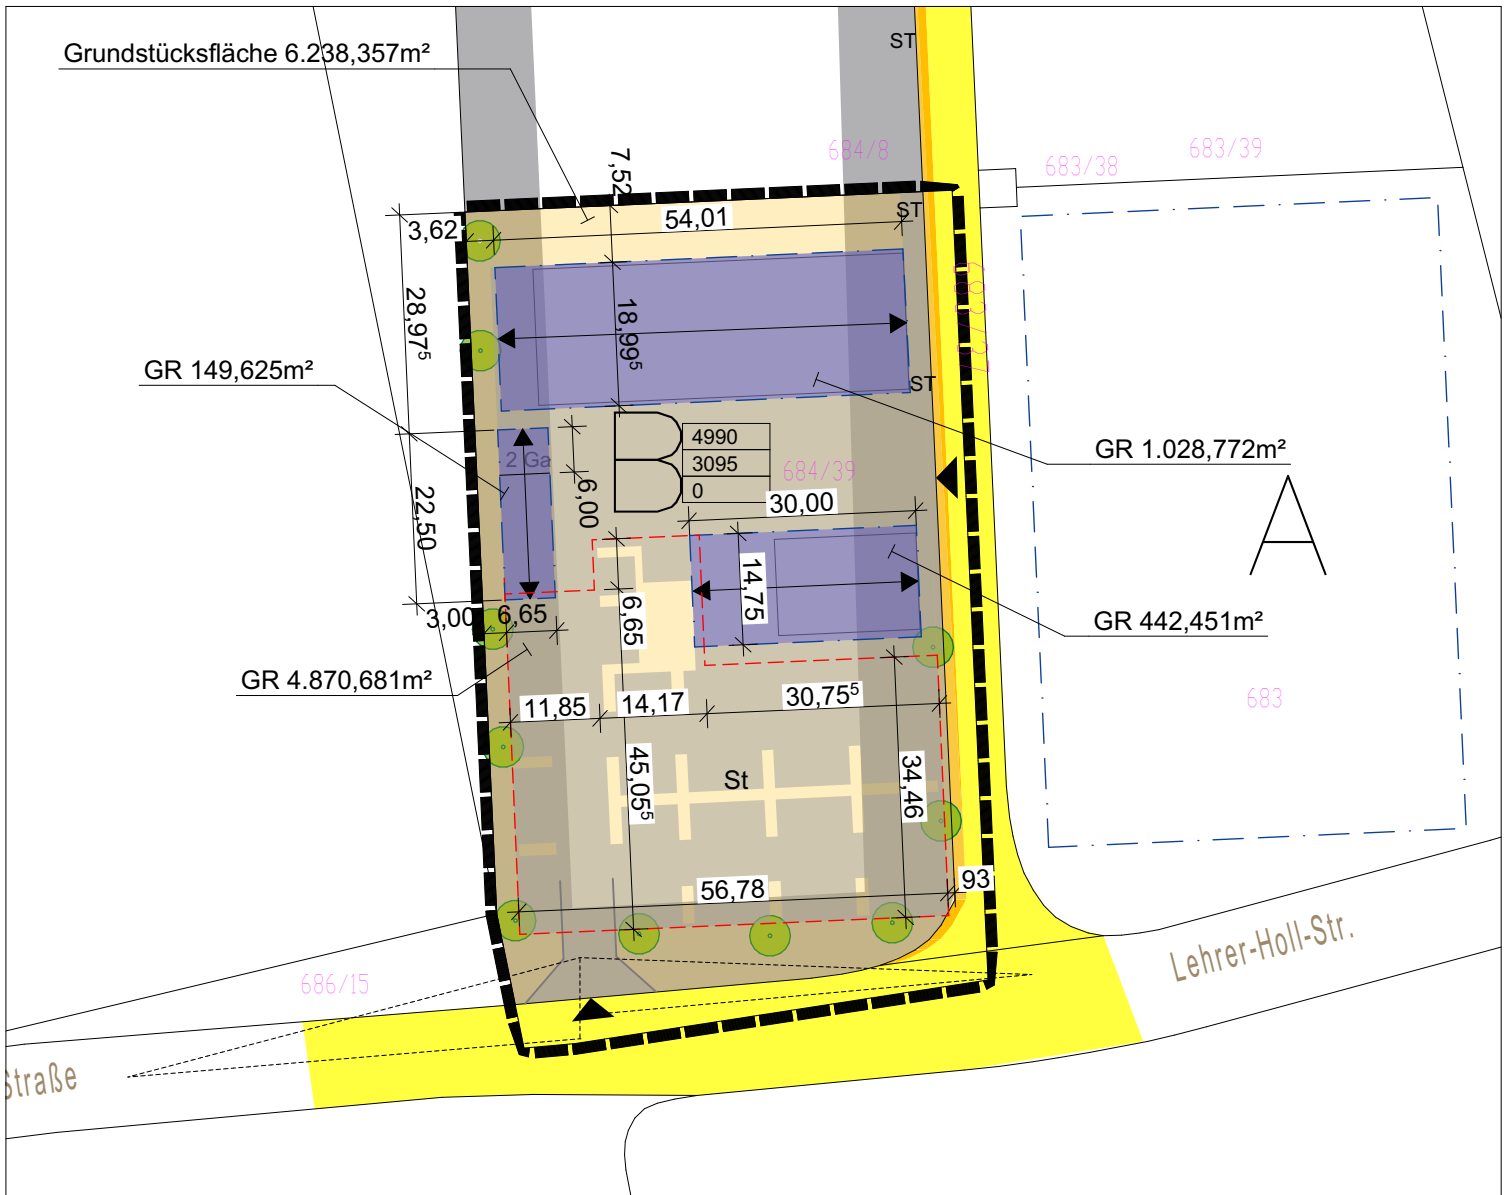 ST
Grundstücksfläche 6.238,357m²
684/8
683/38
683/39
7,52
ST
54,01
3,62
28,97⁵
18,99⁵
GR 149,625m²
ST
4990
3095
0
2 Ga
684/39
GR 1.028,772m²
6,00
30,00
22,50
A
14,75
3,00
6,65
6,65
GR 442,451m²
GR 4.870,681m²
683
11,85
14,17
30,75⁵
45,05⁵
St
34,46
56,78
93
Lehrer-Holl-Str.
686/15
Straße